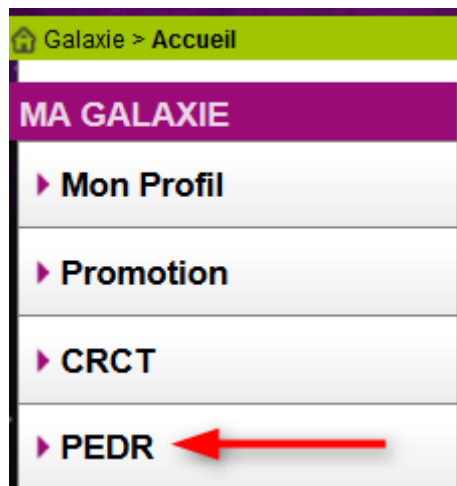 Galaxie > Accueil
MA GALAXIE
Mon Profil
Promotion
CRCT
PEDR